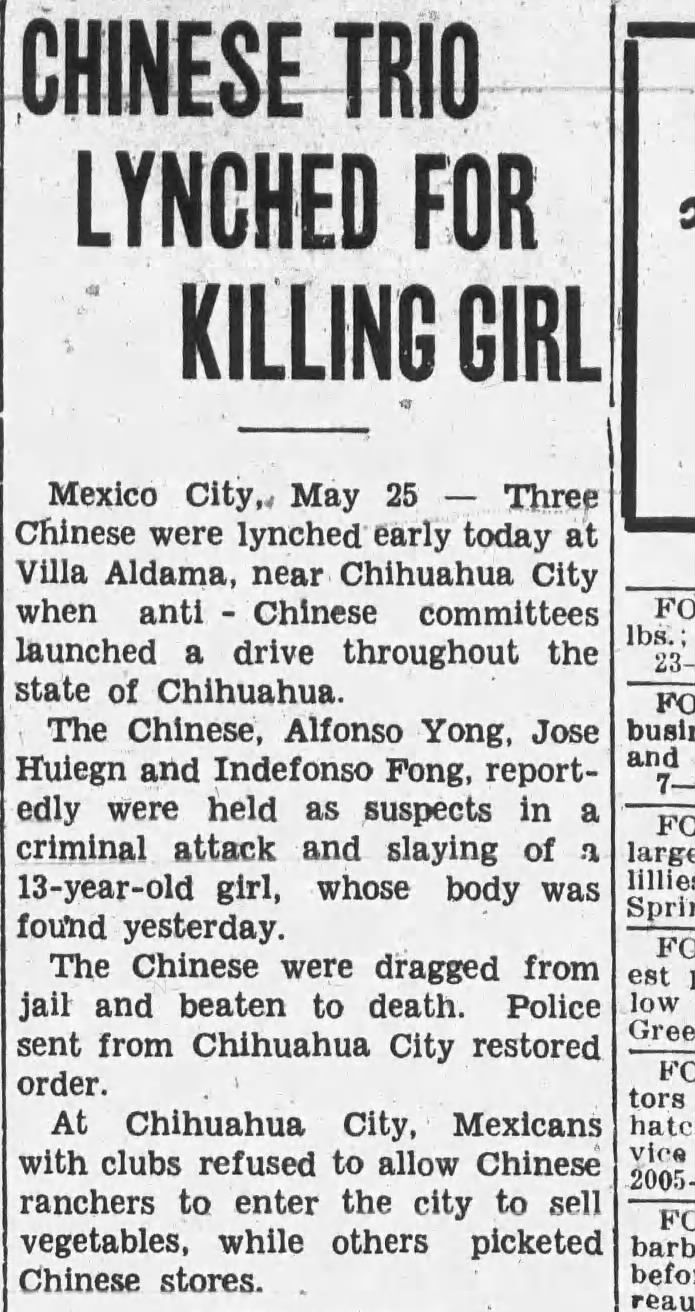 CHINESE TRIO
LYNCHED FOR
KILLING GIRL
Mexico City, May 25 — Three
Chinese were lynched early today at
Villa Aldama, near Chihuahua City
when anti - Chinese committees
launched a drive throughout the
state of Chihuahua.
The Chinese, Alfonso Yong, Jose
Huiegn and Indefonso Fong, report-
edly were held as suspects in a
criminal attack and slaying of a
13-year-old girl, whose body was
found yesterday.
The Chinese were dragged from
jail and beaten to death. Police
sent from Chihuahua City restored
order.
At Chihuahua City, Mexicans
with clubs refused to allow Chinese
ranchers to enter the city to sell
vegetables, while others picketed
Chinese stores.
FO
lbs.;
23-
FO
busin
and
7—
FO
large
lillies
Sprin
FO
est
low
Gree
FO
tors
hatc
vice
2005-
FO
barb
befo
reau